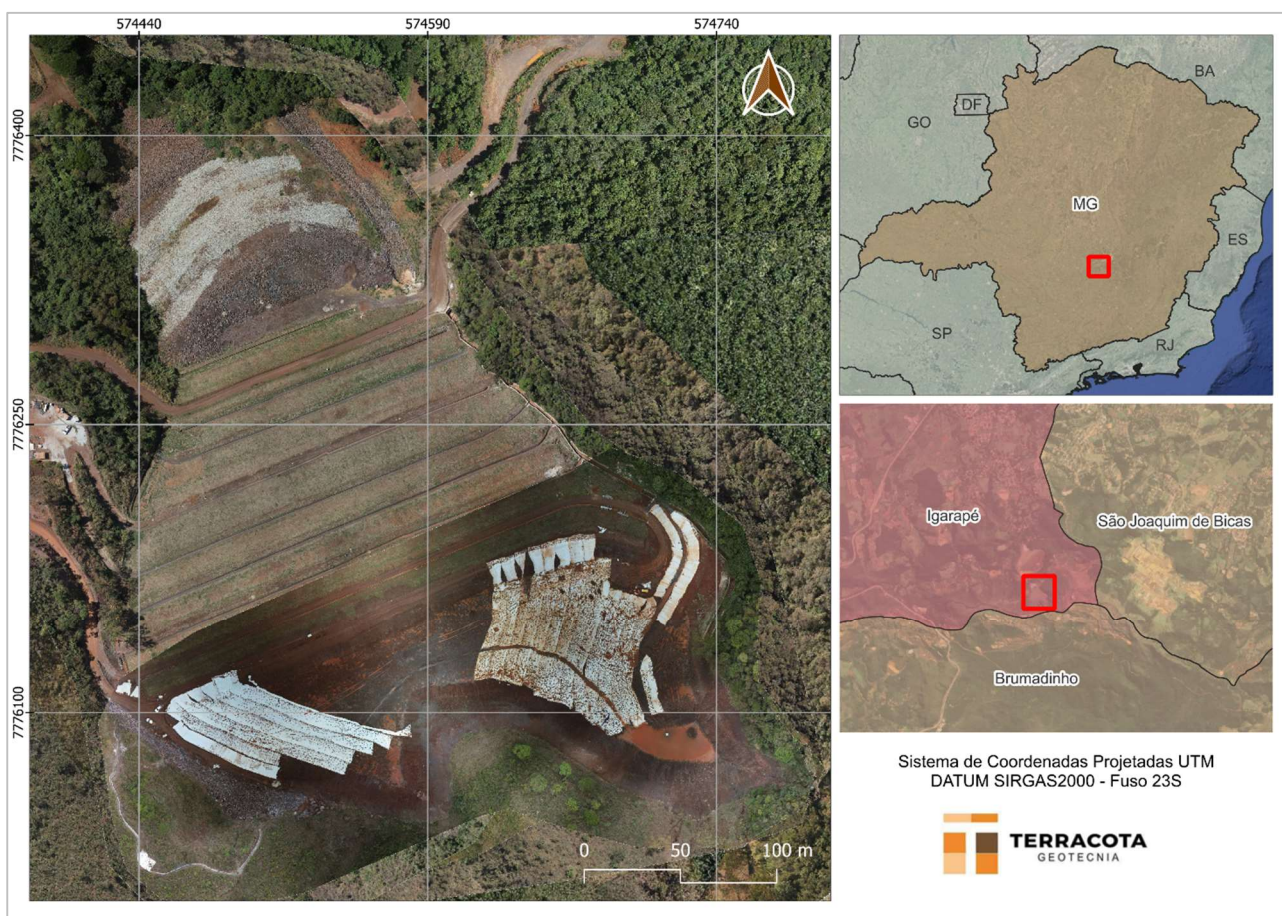 574440
574590
574740
7776400
7776250
7776100
0
50
100 m
BA
DF
GO
MG
ES
SP
RJ
Igarapé
São Joaquim de Bicas
Brumadinho
Sistema de Coordenadas Projetadas UTM
DATUM SIRGAS2000 - Fuso 23S
TERRACOTA
GEOTECNIA